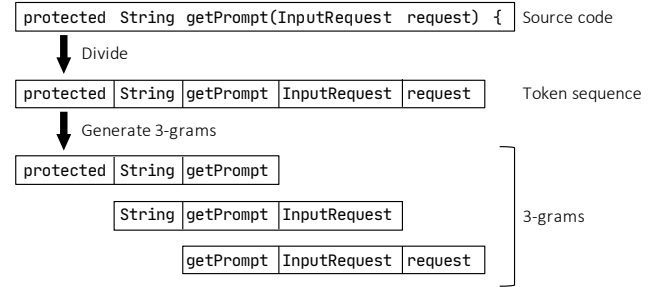 protected String getPrompt(InputRequest request) { Source code
Divide
protected String getPrompt InputRequest request Token sequence
Generate 3-grams
protected String getPrompt
String getPrompt InputRequest 3-grams
getPrompt InputRequest request